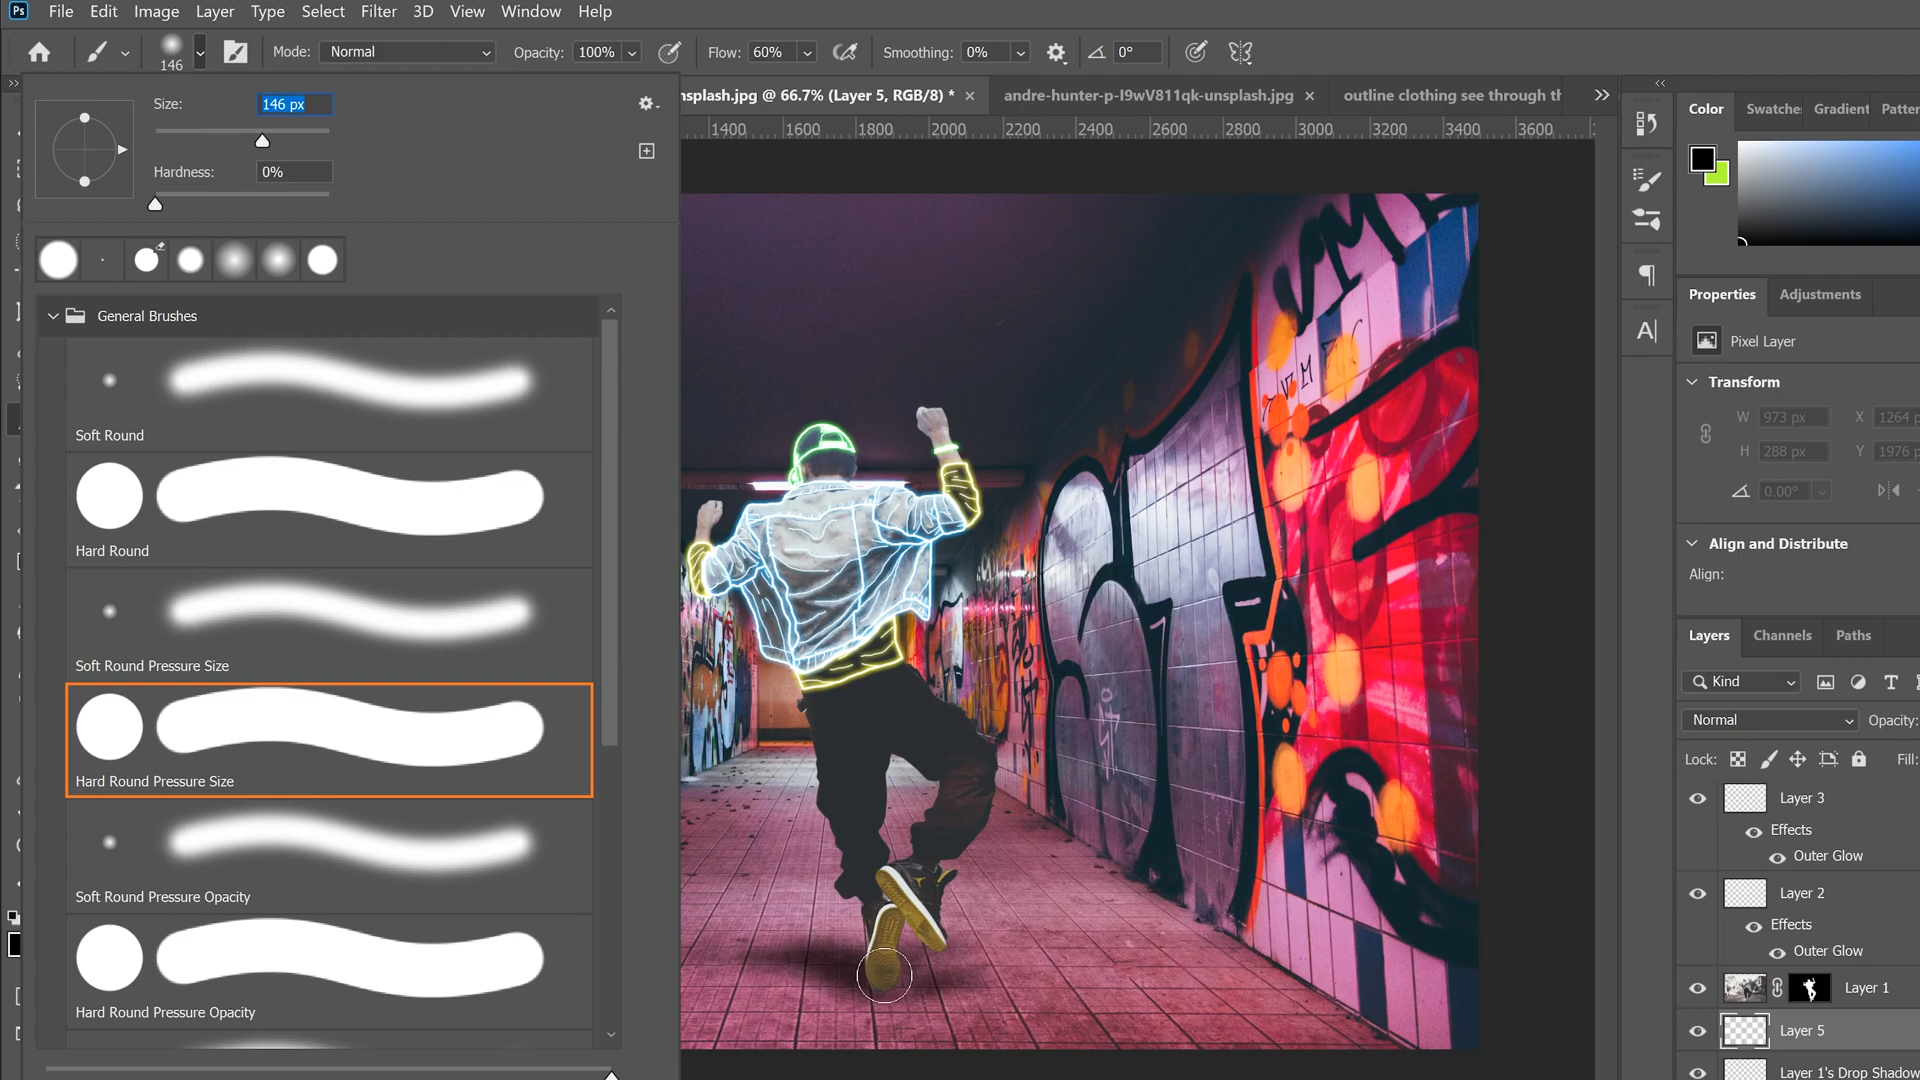 Ps File Edit Image Layer Type Select Filter 3D View Window Help
146 Mode: Normal Opacity: 100% Flow: 60% Smoothing: 0% 0°
Size: 146 px
Hardness: 0%
General Brushes
Soft Round
Hard Round
Soft Round Pressure Size
Hard Round Pressure Size
Soft Round Pressure Opacity
Hard Round Pressure Opacity
nsplash.jpg @ 66.7% (Layer 5, RGB/8) * × andre-hunter-p-I9wV811qk-unsplash.jpg × outline clothing see through th
1400 1600 1800 2000 2200 2400 2600 2800 3000 3200 3400 3600
Color Swatches Gradient Patter
Properties Adjustments
Pixel Layer
Transform
W 973 px X 1264 p
H 288 px Y 1976 p
0.00°
Align and Distribute
Align:
Layers Channels Paths
Kind
Normal Opacity:
Lock: Fill:
Layer 3
Effects
Outer Glow
Layer 2
Effects
Outer Glow
Layer 1
Layer 5
Layer 1's Drop Shadow